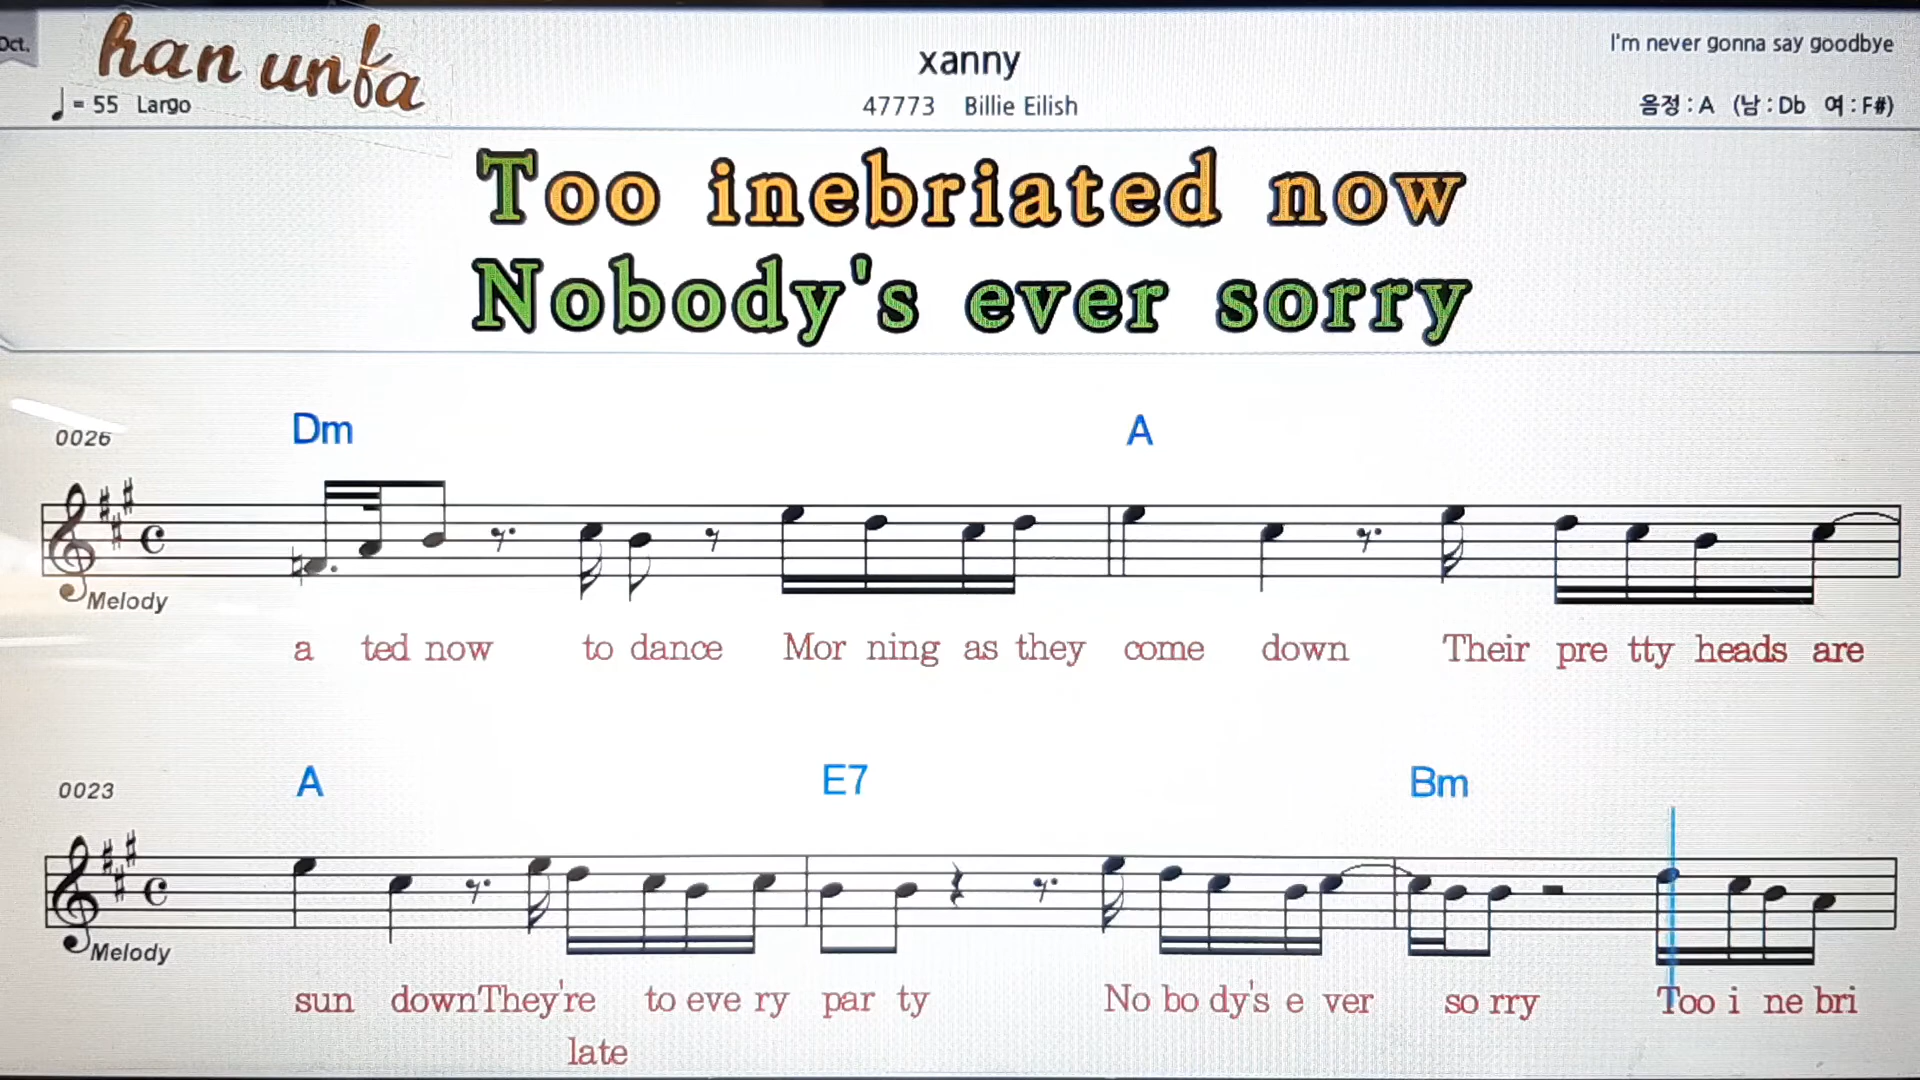 Oct.
han unfa
xanny
I'm never gonna say goodbye
= 55 Largo
47773 Billie Eilish
음정 : A (남 : Db 여 : F#)
Too inebriated now
Nobody's ever sorry
Dm A
0026
Melody
a ted now to dance Mor ning as they come down Their pre tty heads are
A E7 Bm
0023
Melody
sun downThey're to eve ry par ty No bo dy's e ver so rry Too i ne bri
late